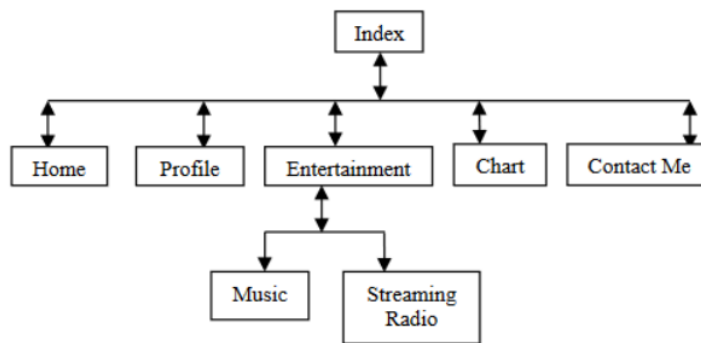 Index
Home
Profile
Entertainment
Chart
Contact Me
Music
Streaming
Radio